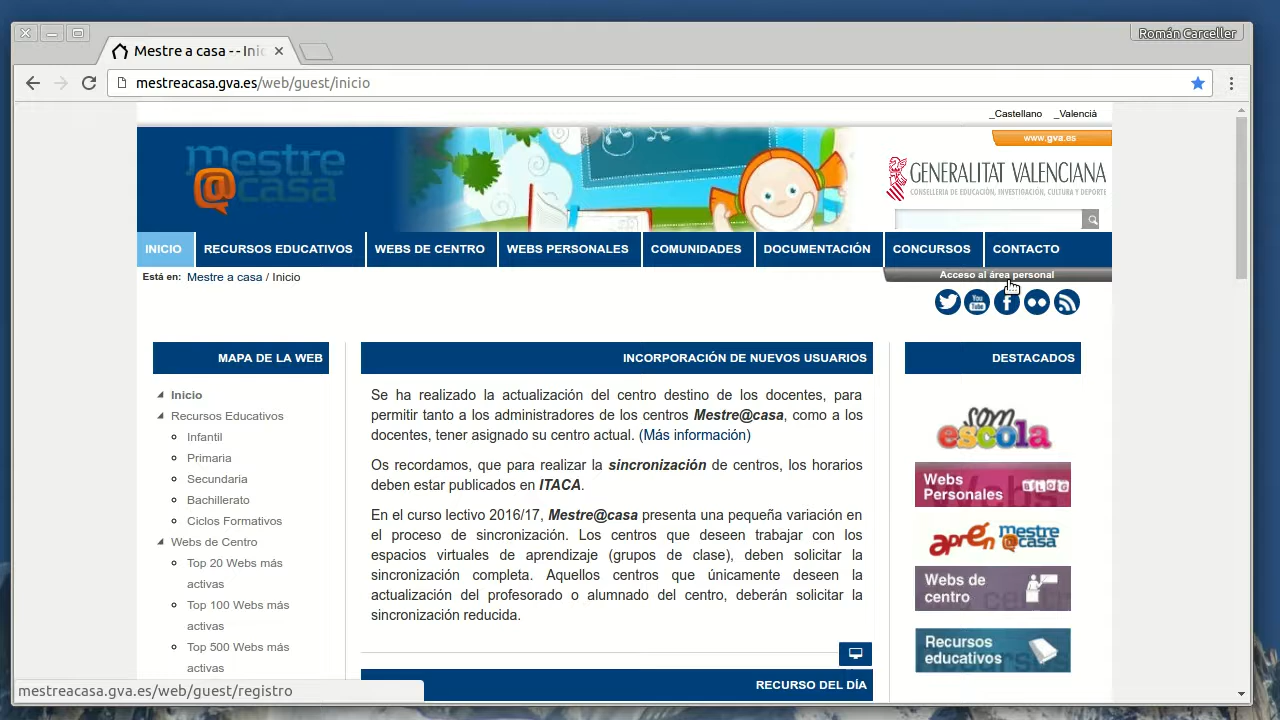 Román Carceller
Mestre a casa - - Inic
mestreacasa.gva.es/web/guest/inicio
_Castellano _Valencià
www.gva.es
mestre
@casa
GENERALITAT VALENCIANA
CONSELLERIA DE EDUCACIÓN, INVESTIGACIÓN, CULTURA Y DEPORTE
INICIO RECURSOS EDUCATIVOS WEBS DE CENTRO WEBS PERSONALES COMUNIDADES DOCUMENTACIÓN CONCURSOS CONTACTO
Está en: Mestre a casa / Inicio
Acceso al área personal
You
Tube
MAPA DE LA WEB
Inicio
Recursos Educativos
Infantil
Primaria
Secundaria
Bachillerato
Ciclos Formativos
Webs de Centro
Top 20 Webs más
activas
Top 100 Webs más
activas
Top 500 Webs más
activas
INCORPORACIÓN DE NUEVOS USUARIOS
Se ha realizado la actualización del centro destino de los docentes, para
permitir tanto a los administradores de los centros Mestre@casa, como a los
docentes, tener asignado su centro actual. (Más información)
Os recordamos, que para realizar la sincronización de centros, los horarios
deben estar publicados en ITACA.
En el curso lectivo 2016/17, Mestre@casa presenta una pequeña variación en
el proceso de sincronización. Los centros que deseen trabajar con los
espacios virtuales de aprendizaje (grupos de clase), deben solicitar la
sincronización completa. Aquellos centros que únicamente deseen la
actualización del profesorado o alumnado del centro, deberán solicitar la
sincronización reducida.
RECURSO DEL DÍA
DESTACADOS
som
escola
Webs
Personales
BLOG
aprén mestre
@casa
Webs de
centro
Recursos
educativos
mestreacasa.gva.es/web/guest/registro